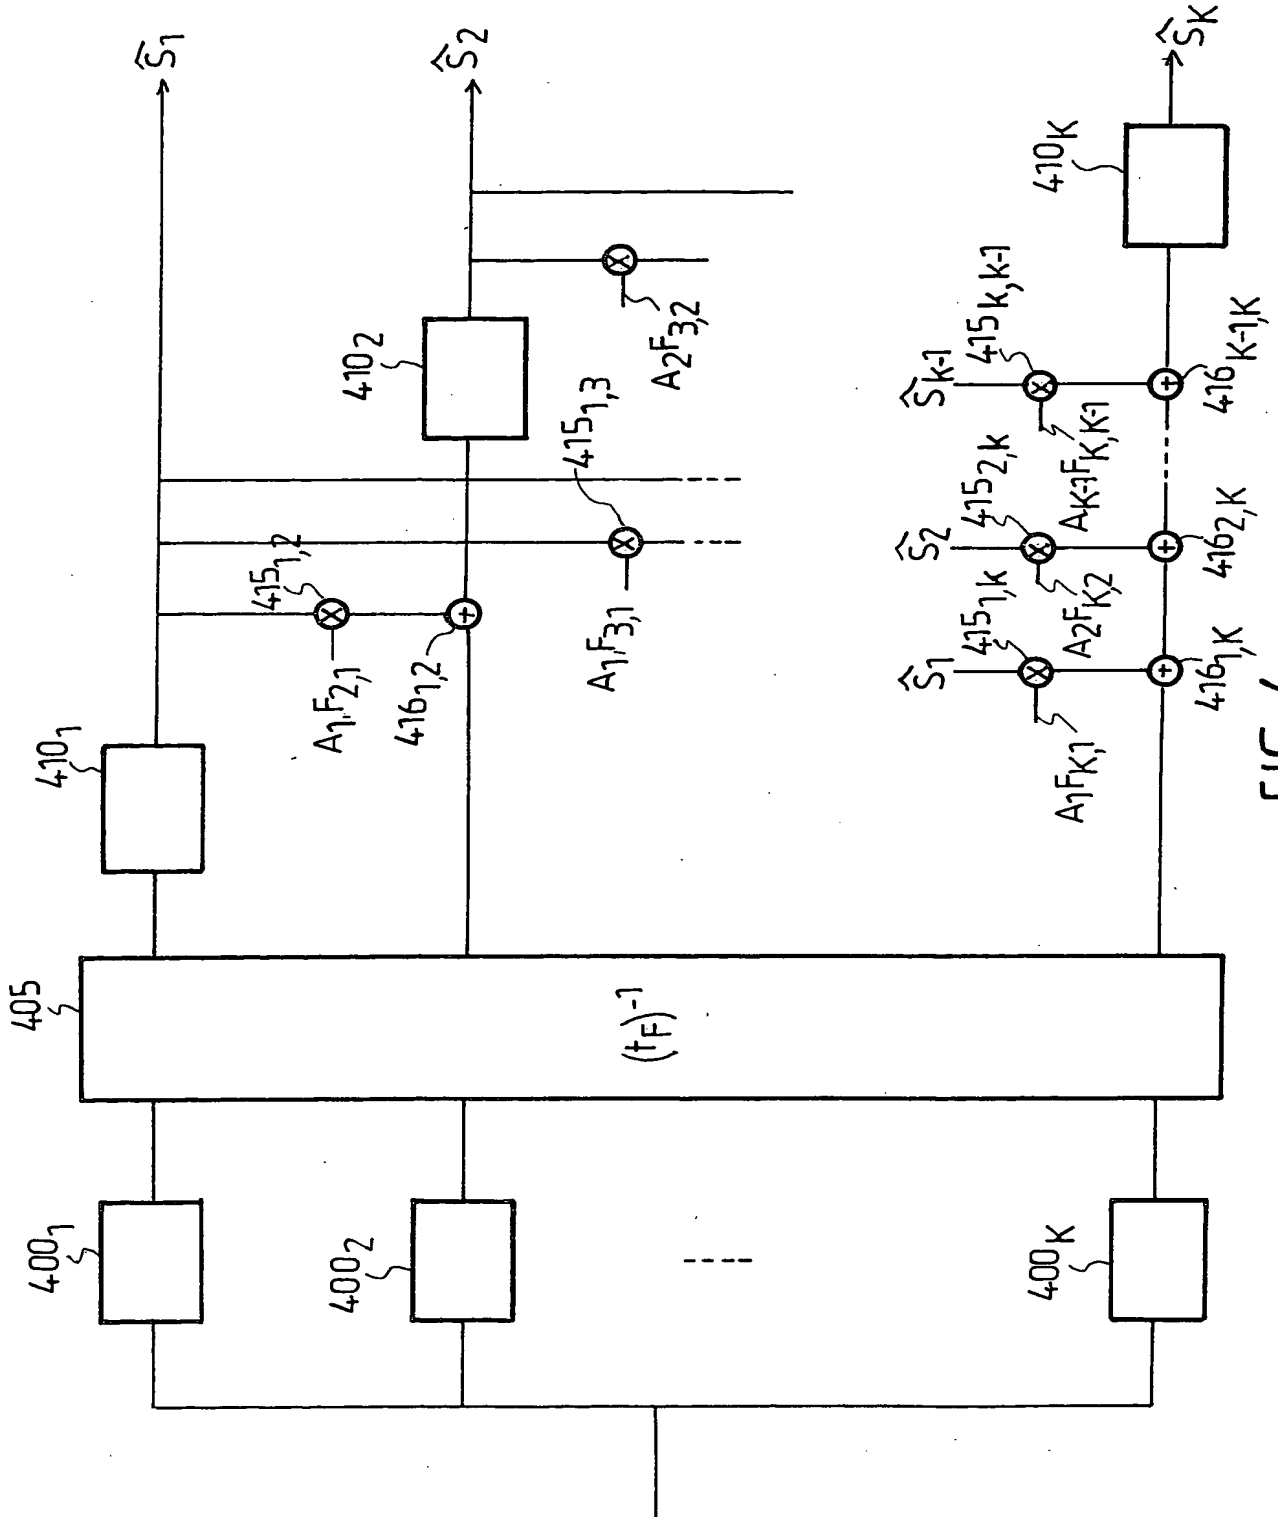 405
400₁
410₁
Ŝ₁
415₁,₂
A₁.F₂,₁
400₂
416₁,₂
410₂
Ŝ₂
(tF)⁻¹
A₁.F₃,₁
415₁,₃
A₂F₃,₂
Ŝ₁
Ŝ₂
Ŝk-1
415₁,k
415₂,k
415k,k-1
A₁FK,1
A₂FK,2
AK-1FK,K-1
400K
410K
ŜK
416₁,K
416₂,K
416K-1,K